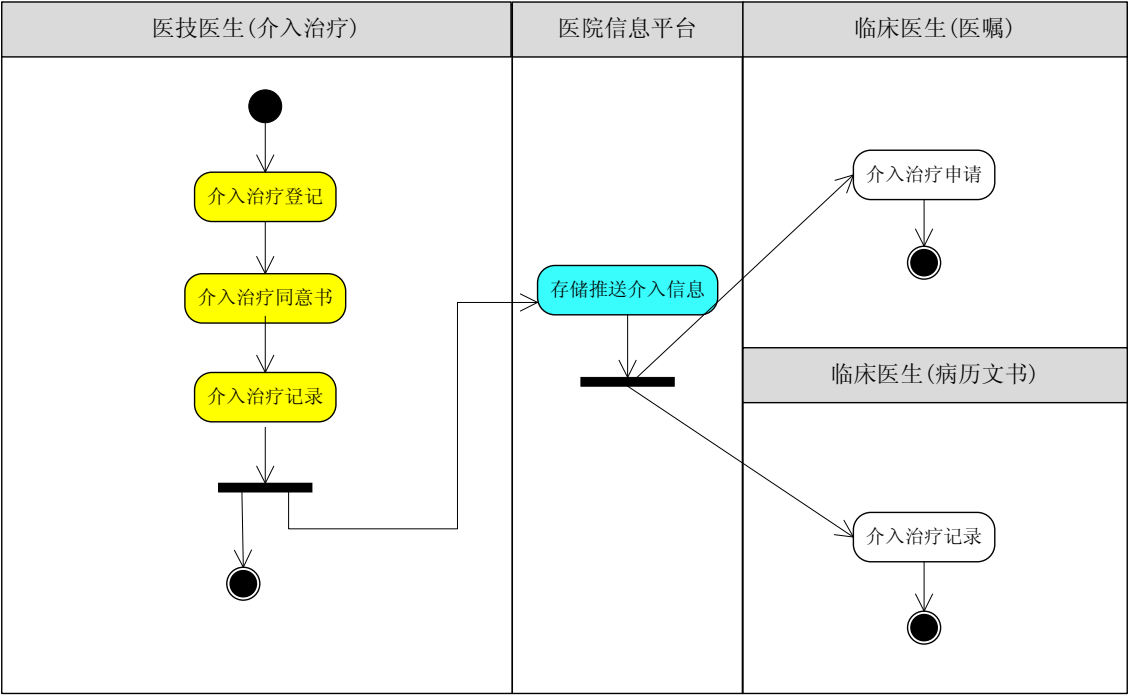 医技医生(介入治疗)
医院信息平台
临床医生(医嘱)
介入治疗登记
介入治疗同意书
介入治疗记录
存储推送介入信息
介入治疗申请
临床医生(病历文书)
介入治疗记录